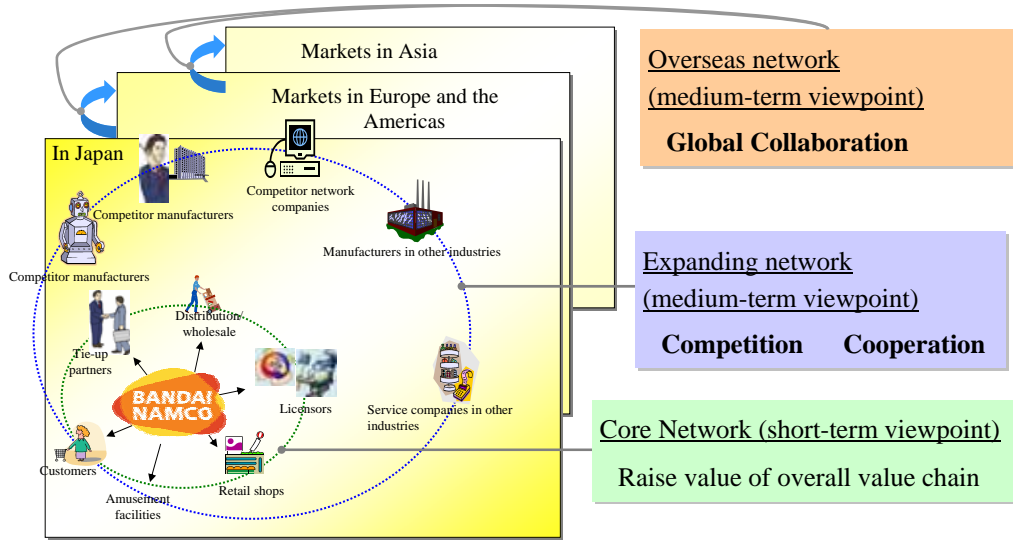 Markets in Asia
Markets in Europe and the
Americas
In Japan
Competitor manufacturers
Competitor network
companies
Manufacturers in other industries
Competitor manufacturers
Distribution/
wholesale
Tie-up
partners
BANDAI
NAMCO
Licensors
Service companies in other
industries
Customers
Retail shops
Amusement
facilities
Overseas network
(medium-term viewpoint)
Global Collaboration
Expanding network
(medium-term viewpoint)
Competition Cooperation
Core Network (short-term viewpoint)
Raise value of overall value chain